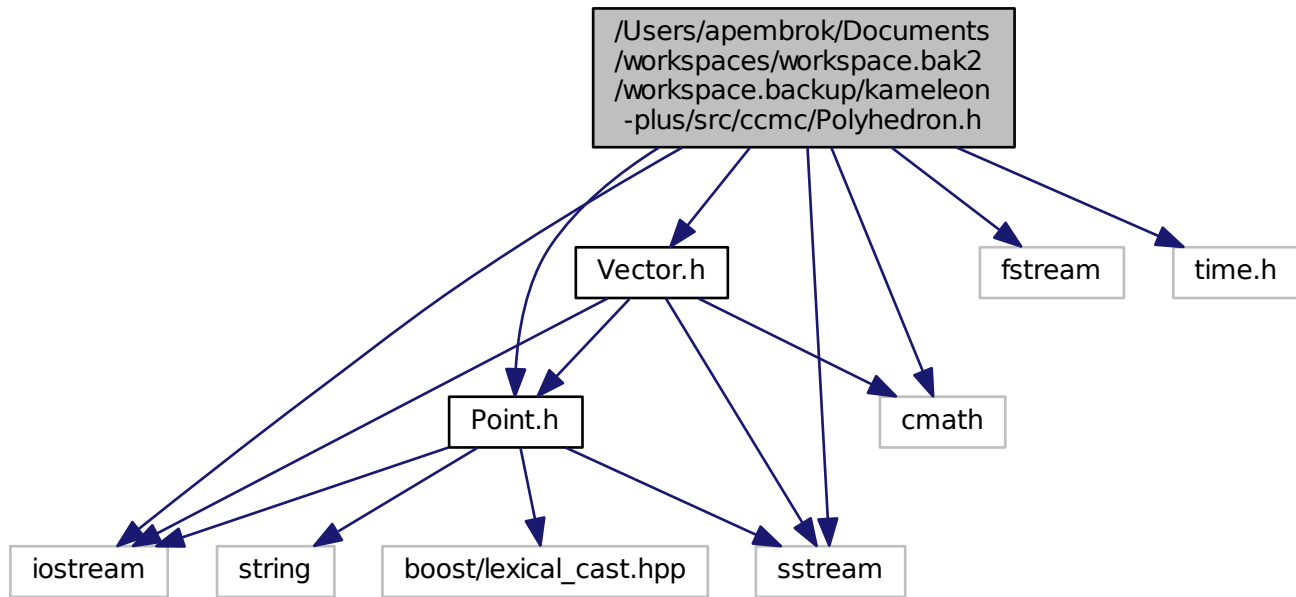 /Users/apembrok/Documents
/workspaces/workspace.bak2
/workspace.backup/kameleon
-plus/src/ccmc/Polyhedron.h
Vector.h
fstream
time.h
Point.h
cmath
iostream
string
boost/lexical_cast.hpp
sstream